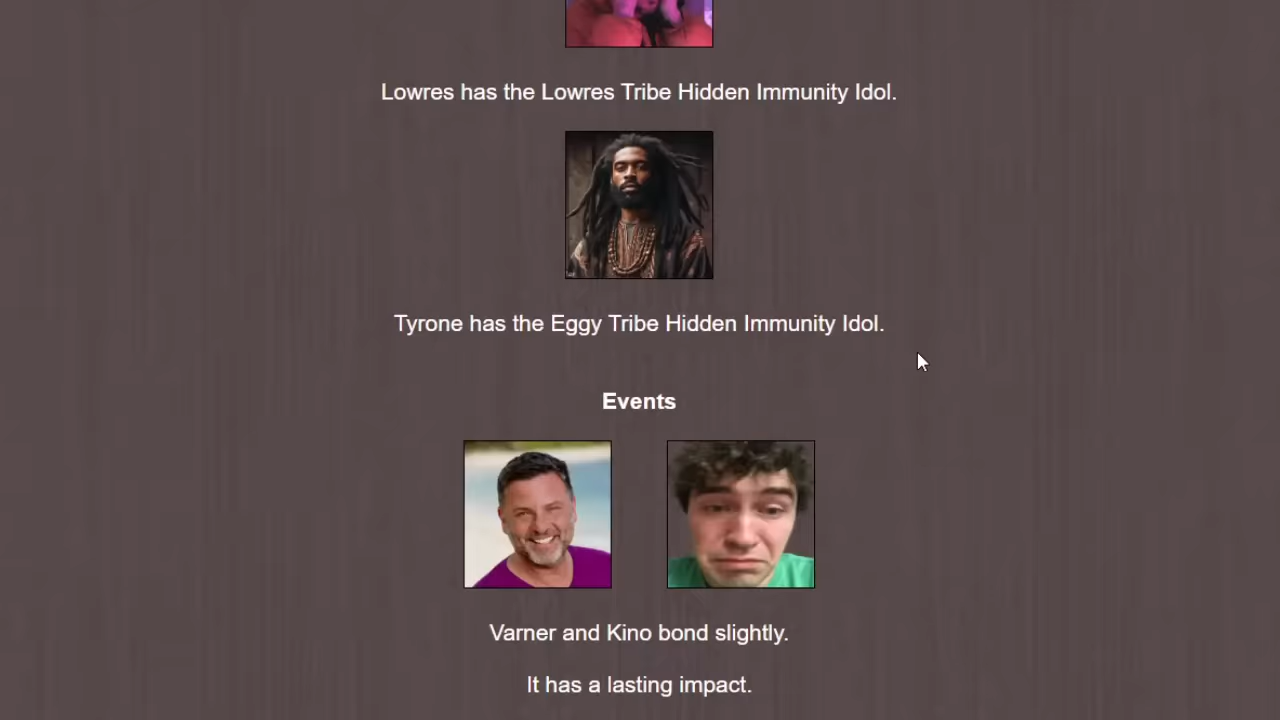 Lowres has the Lowres Tribe Hidden Immunity Idol.
Tyrone has the Eggy Tribe Hidden Immunity Idol.
Events
Varner and Kino bond slightly.
It has a lasting impact.